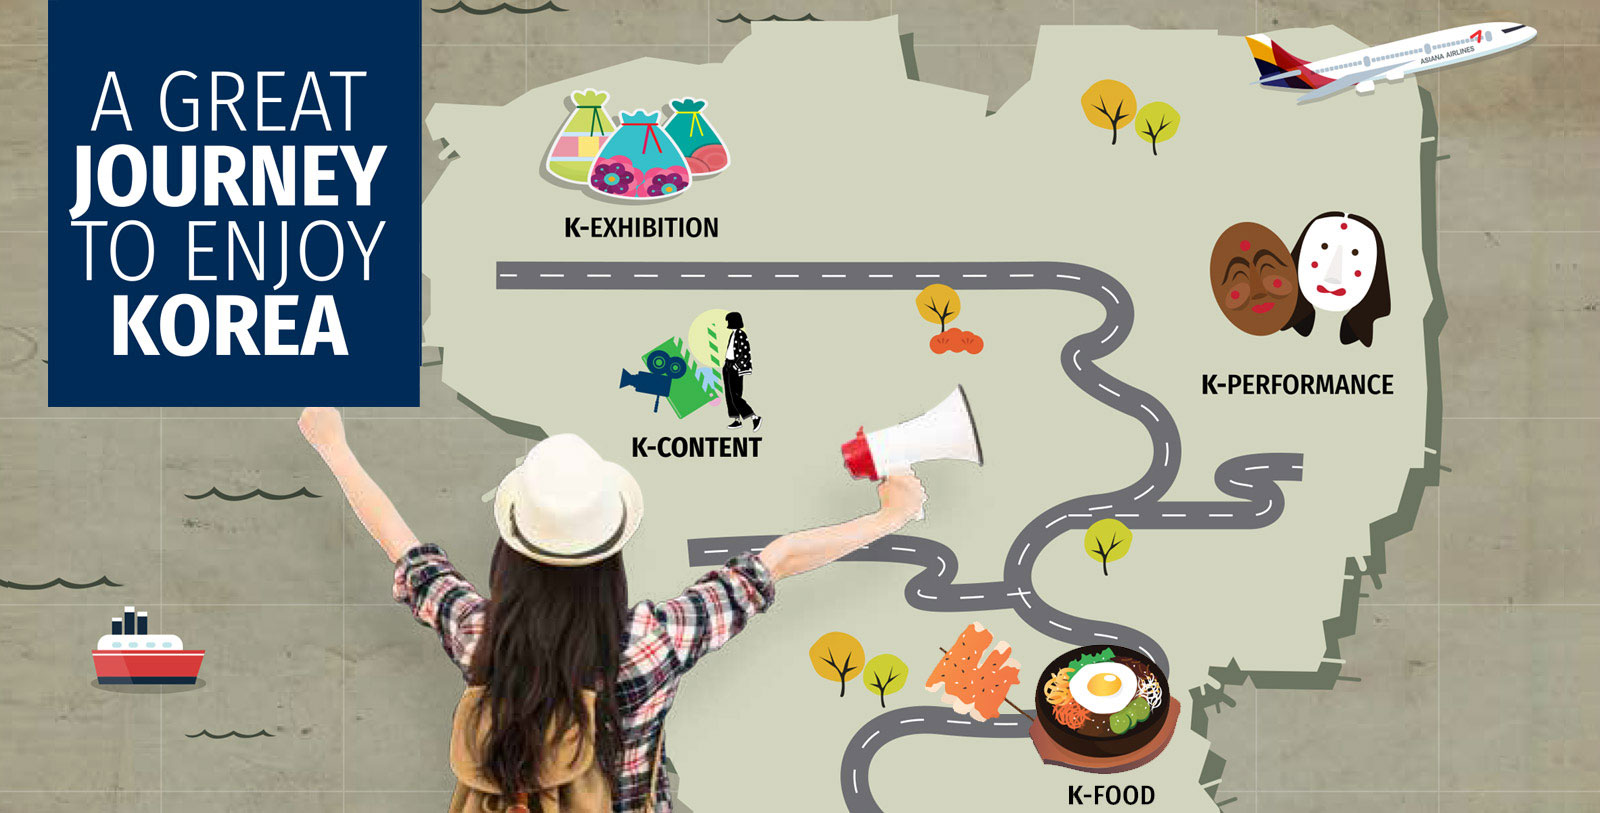 A GREAT
JOURNEY
TO ENJOY
KOREA
ASIANA AIRLINES
K-EXHIBITION
K-PERFORMANCE
K-CONTENT
K-FOOD